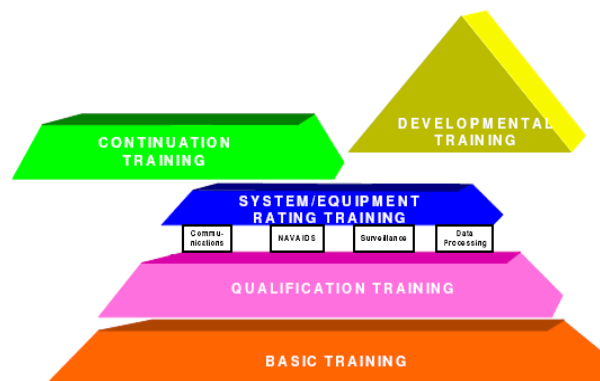 DEVELOPMENTAL
TRAINING
CONTINUATION
TRAINING
SYSTEM/EQUIPMENT
RATING TRAINING
Commu-
nications
NAVAIDS
Surveillance
Data
Processing
QUALIFICATION TRAINING
BASIC TRAINING